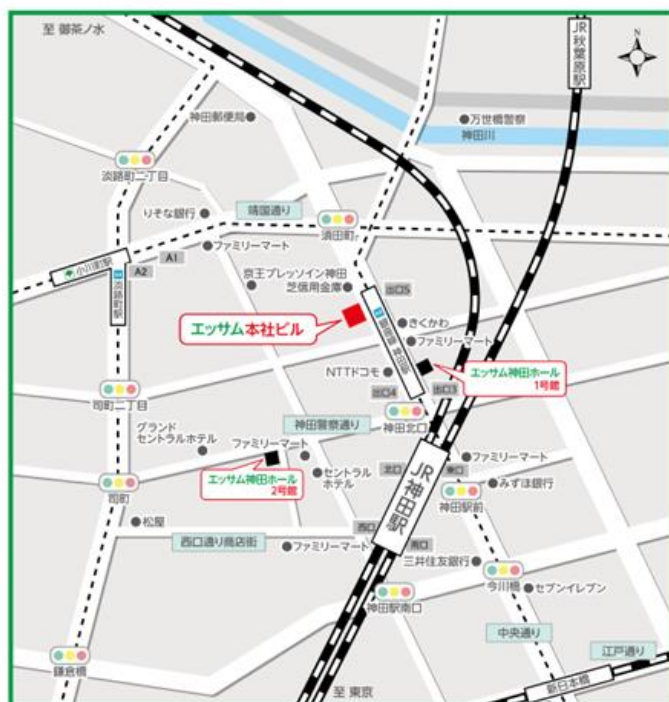 至 御茶ノ水
JR秋葉原駅
N
神田郵便局
万世橋警察
神田川
淡路町二丁目
りそな銀行
靖国通り
須田町
ファミリーマート
小川町駅
A1
A2
淡路町駅
京王プレッソイン神田
芝信用金庫
出口5
エッサム本社ビル
銀座線 神田駅
きくかわ
ファミリーマート
NTTドコモ
エッサム神田ホール
1号館
出口4
出口3
司町二丁目
神田警察通り
神田北口
グランド
セントラルホテル
ファミリーマート
エッサム神田ホール
2号館
セントラル
ホテル
北口
東口
JR神田駅
ファミリーマート
みずほ銀行
司町
神田駅前
松屋
西口通り商店街
西口
ファミリーマート
南口
三井住友銀行
今川橋
セブンイレブン
神田駅南口
中央通り
江戸通り
鎌倉橋
至 東京
新日本橋